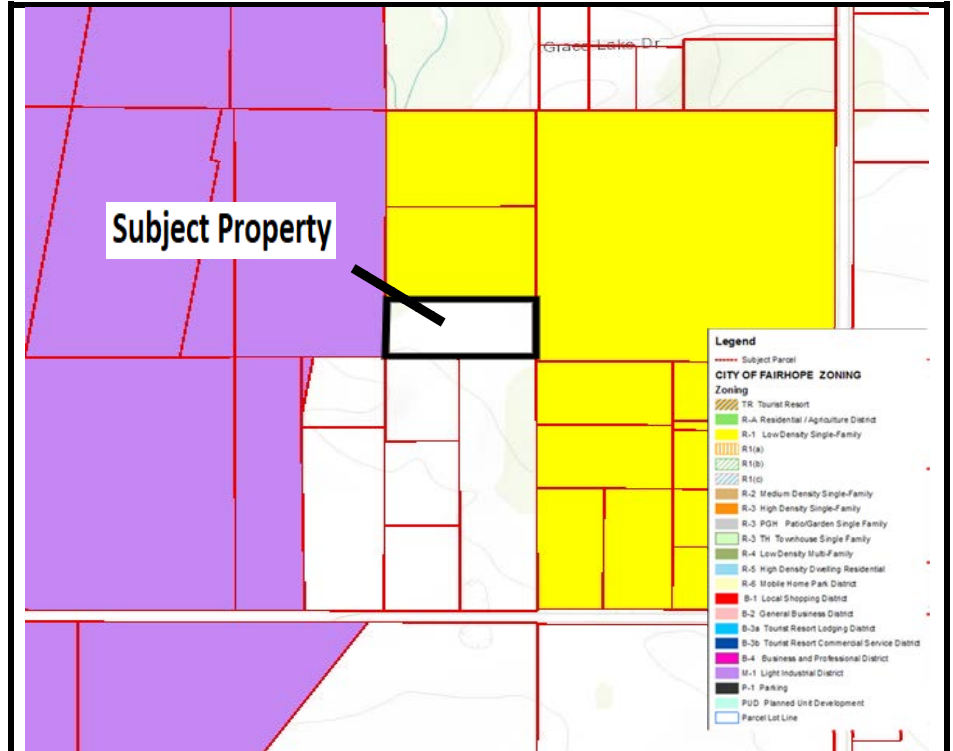 Grace Lake Dr
Subject Property
Legend
Subject Parcel
CITY OF FAIRHOPE ZONING
Zoning
TR Tourist Resort
R-A Residential / Agriculture District
R-1 Low Density Single-Family
R1(a)
R1(b)
R1(c)
R-2 Medium Density Single-Family
R-3 High Density Single-Family
R-3 PGH Patio/Garden Single Family
R-3 TH Townhouse Single Family
R-4 Low Density Multi-Family
R-5 High Density Dwelling Residential
R-6 Mobile Home Park District
B-1 Local Shopping District
B-2 General Business District
B-3a Tourist Resort Lodging District
B-3b Tourist Resort Commercial Service District
B-4 Business and Professional District
M-1 Light Industrial District
P-1 Parking
PUD Planned Unit Development
Parcel Lot Line